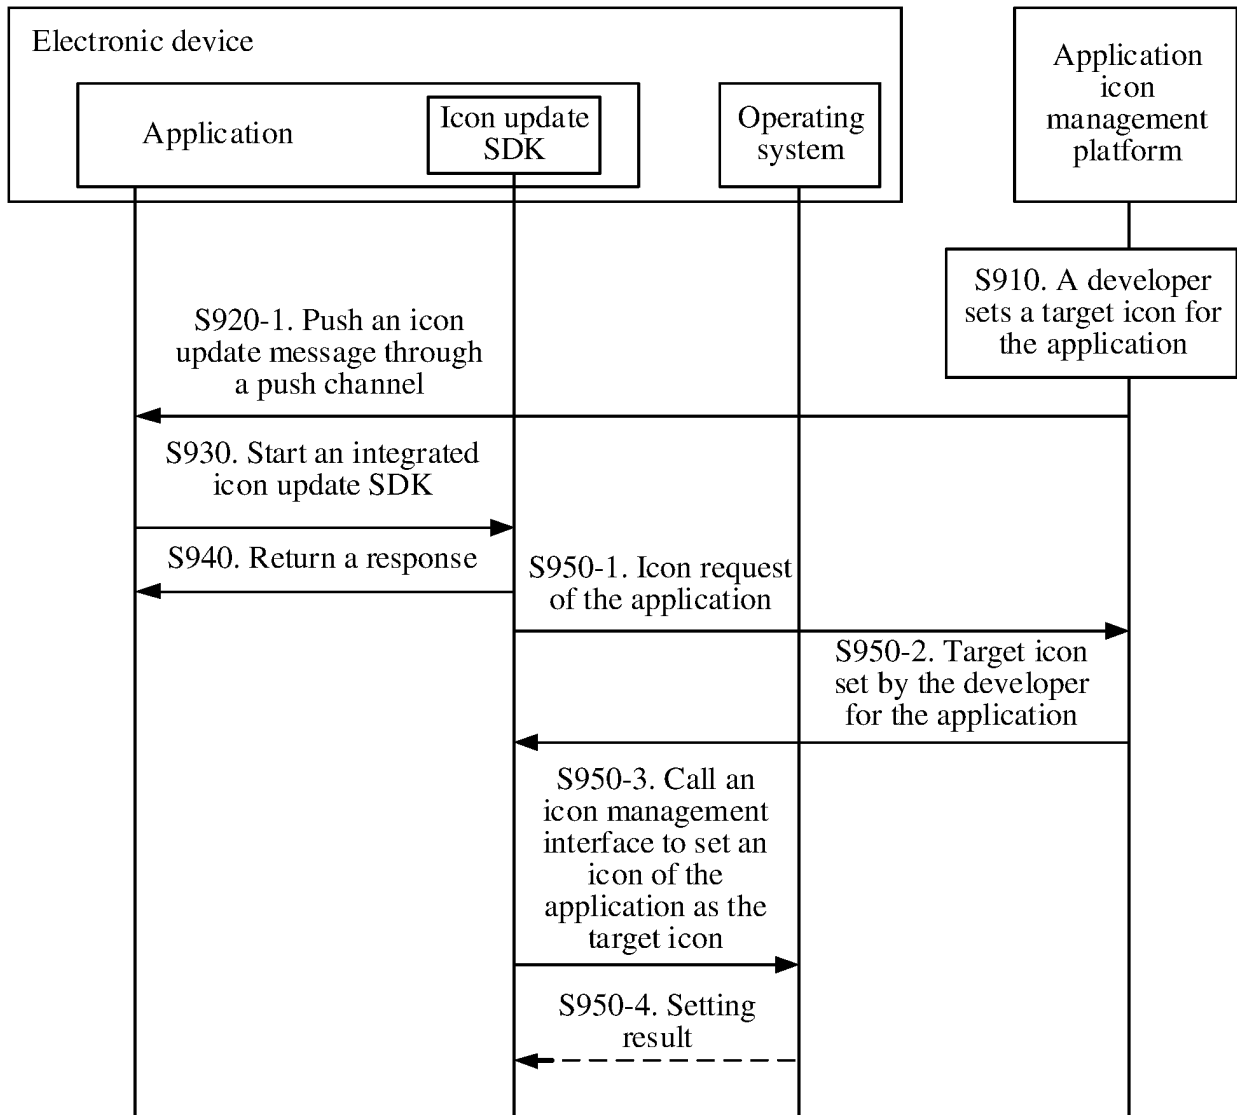 Electronic device
Application
Icon update
SDK
Operating
system
Application
icon
management
platform
S910. A developer
sets a target icon for
the application
S920-1. Push an icon
update message through
a push channel
S930. Start an integrated
icon update SDK
S940. Return a response
S950-1. Icon request
of the application
S950-2. Target icon
set by the developer
for the application
S950-3. Call an
icon management
interface to set an
icon of the
application as the
target icon
S950-4. Setting
result